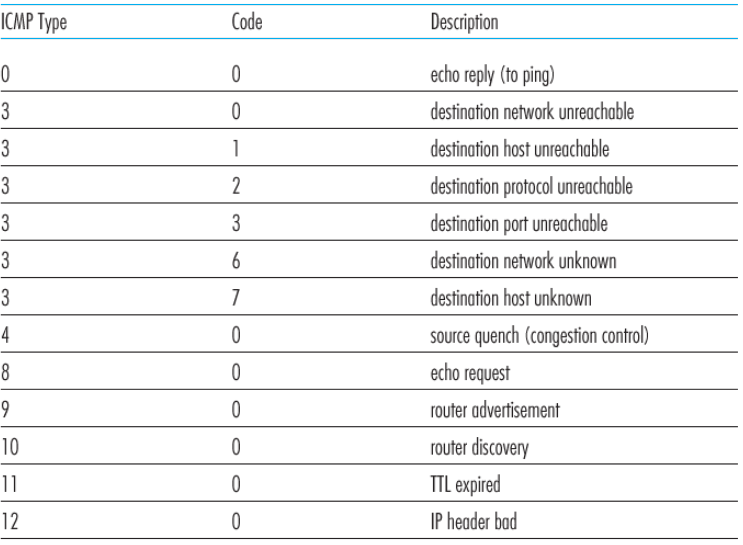 ICMP Type Code Description
0 0 echo reply (to ping)
3 0 destination network unreachable
3 1 destination host unreachable
3 2 destination protocol unreachable
3 3 destination port unreachable
3 6 destination network unknown
3 7 destination host unknown
4 0 source quench (congestion control)
8 0 echo request
9 0 router advertisement
10 0 router discovery
11 0 TTL expired
12 0 IP header bad